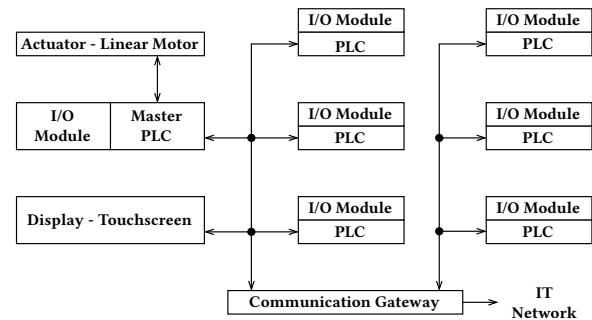 I/O Module
PLC
I/O Module
PLC
Actuator - Linear Motor
I/O
Module
Master
PLC
I/O Module
PLC
I/O Module
PLC
Display - Touchscreen
I/O Module
PLC
I/O Module
PLC
Communication Gateway
IT
Network